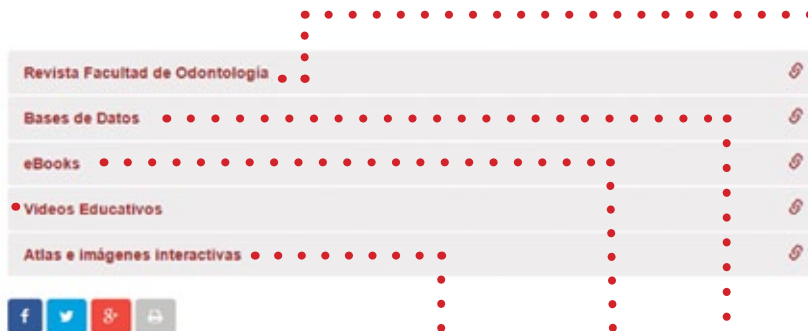 Revista Facultad de Odontología
Bases de Datos
eBooks
Videos Educativos
Atlas e imágenes interactivas